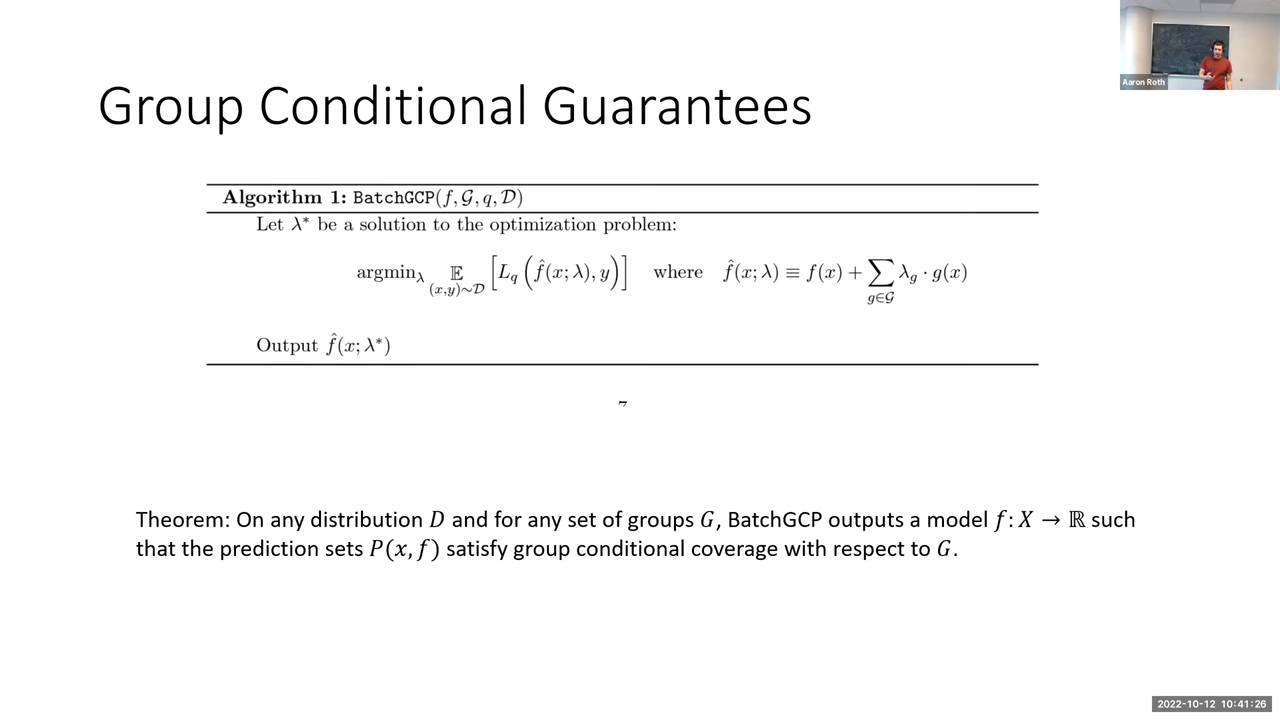 Aaron Roth
Group Conditional Guarantees
Algorithm 1: BatchGCP(f, 𝒢, q, 𝒟)
Let λ* be a solution to the optimization problem:
argmin_λ 𝔼_{(x,y)∼𝒟} [L_q (f̂(x; λ), y)] where f̂(x; λ) ≡ f(x) + ∑_{g∈𝒢} λ_g · g(x)
Output f̂(x; λ*)
Theorem: On any distribution D and for any set of groups G, BatchGCP outputs a model f: X → ℝ such
that the prediction sets P(x, f) satisfy group conditional coverage with respect to G.
2022-10-12 10:41:26